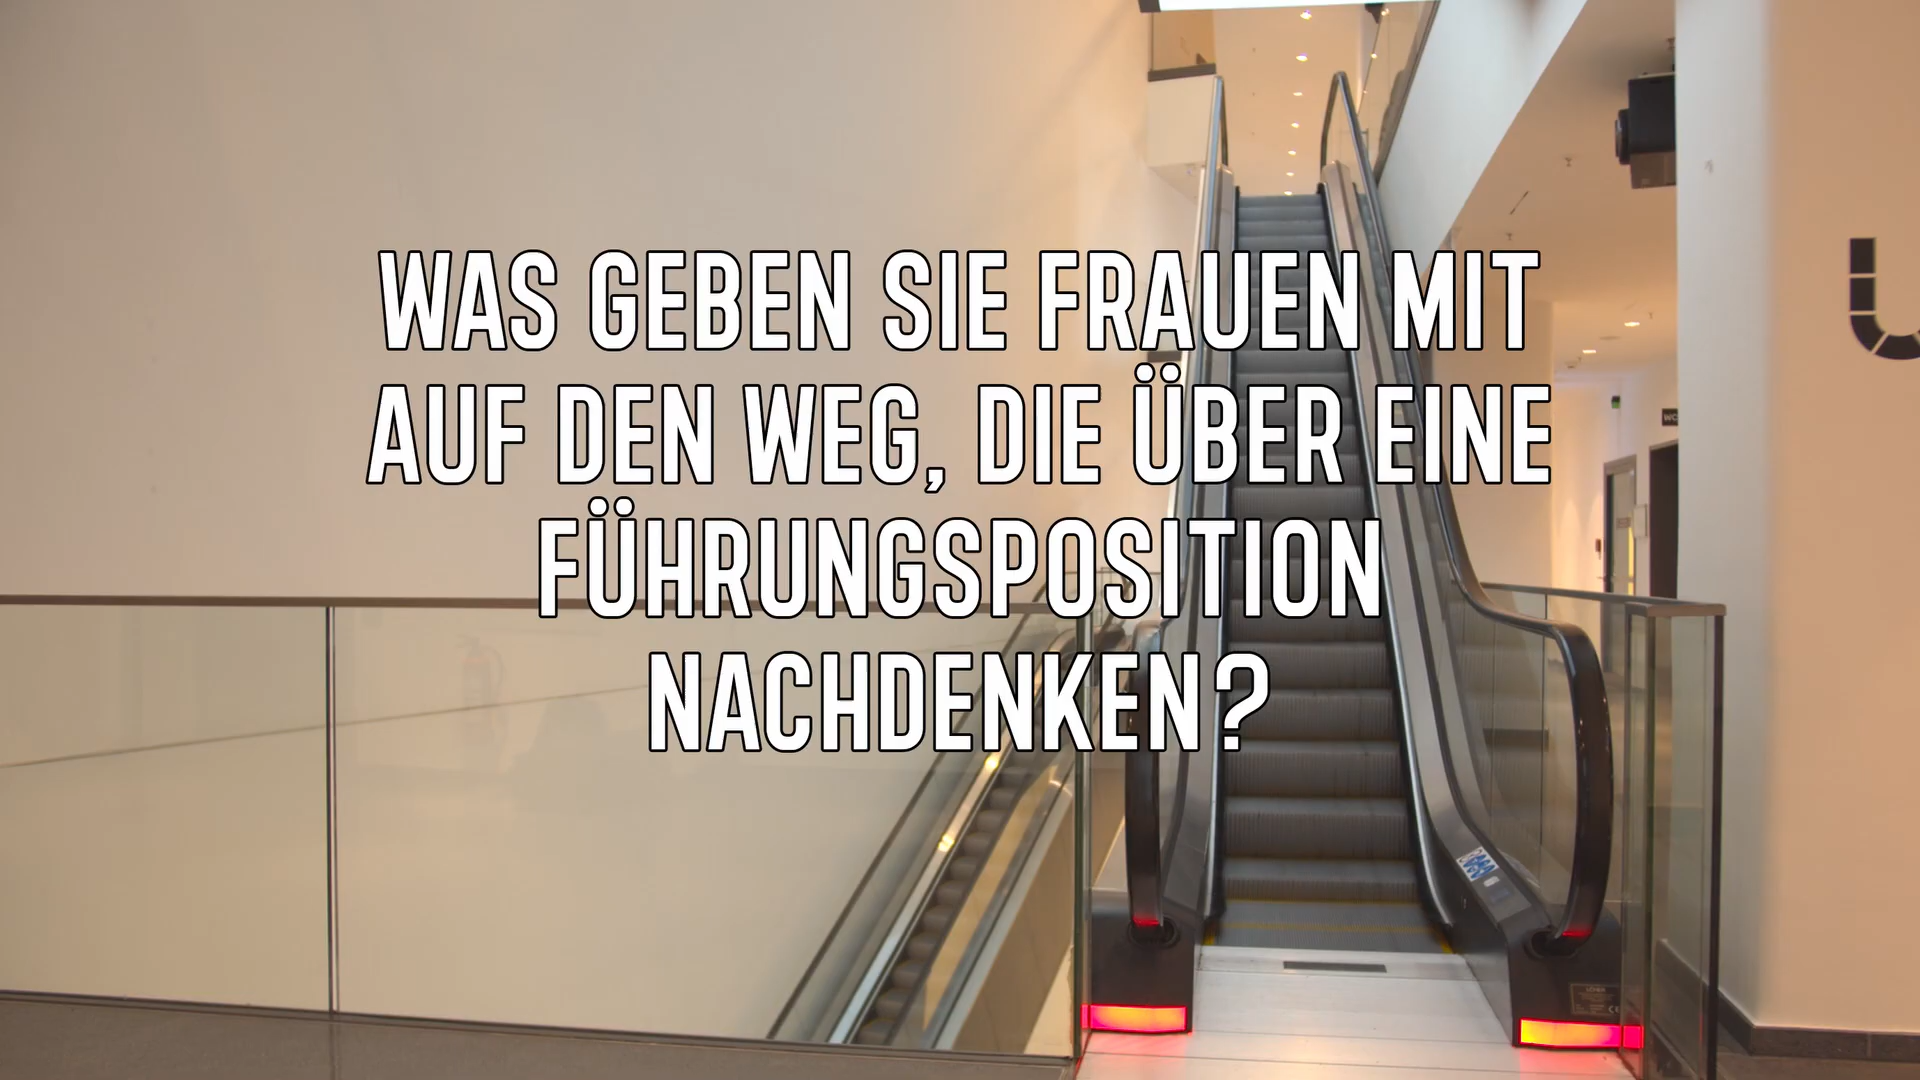 WAS GEBEN SIE FRAUEN MIT
AUF DEN WEG, DIE ÜBER EINE
FÜHRUNGSPOSITION
NACHDENKEN?